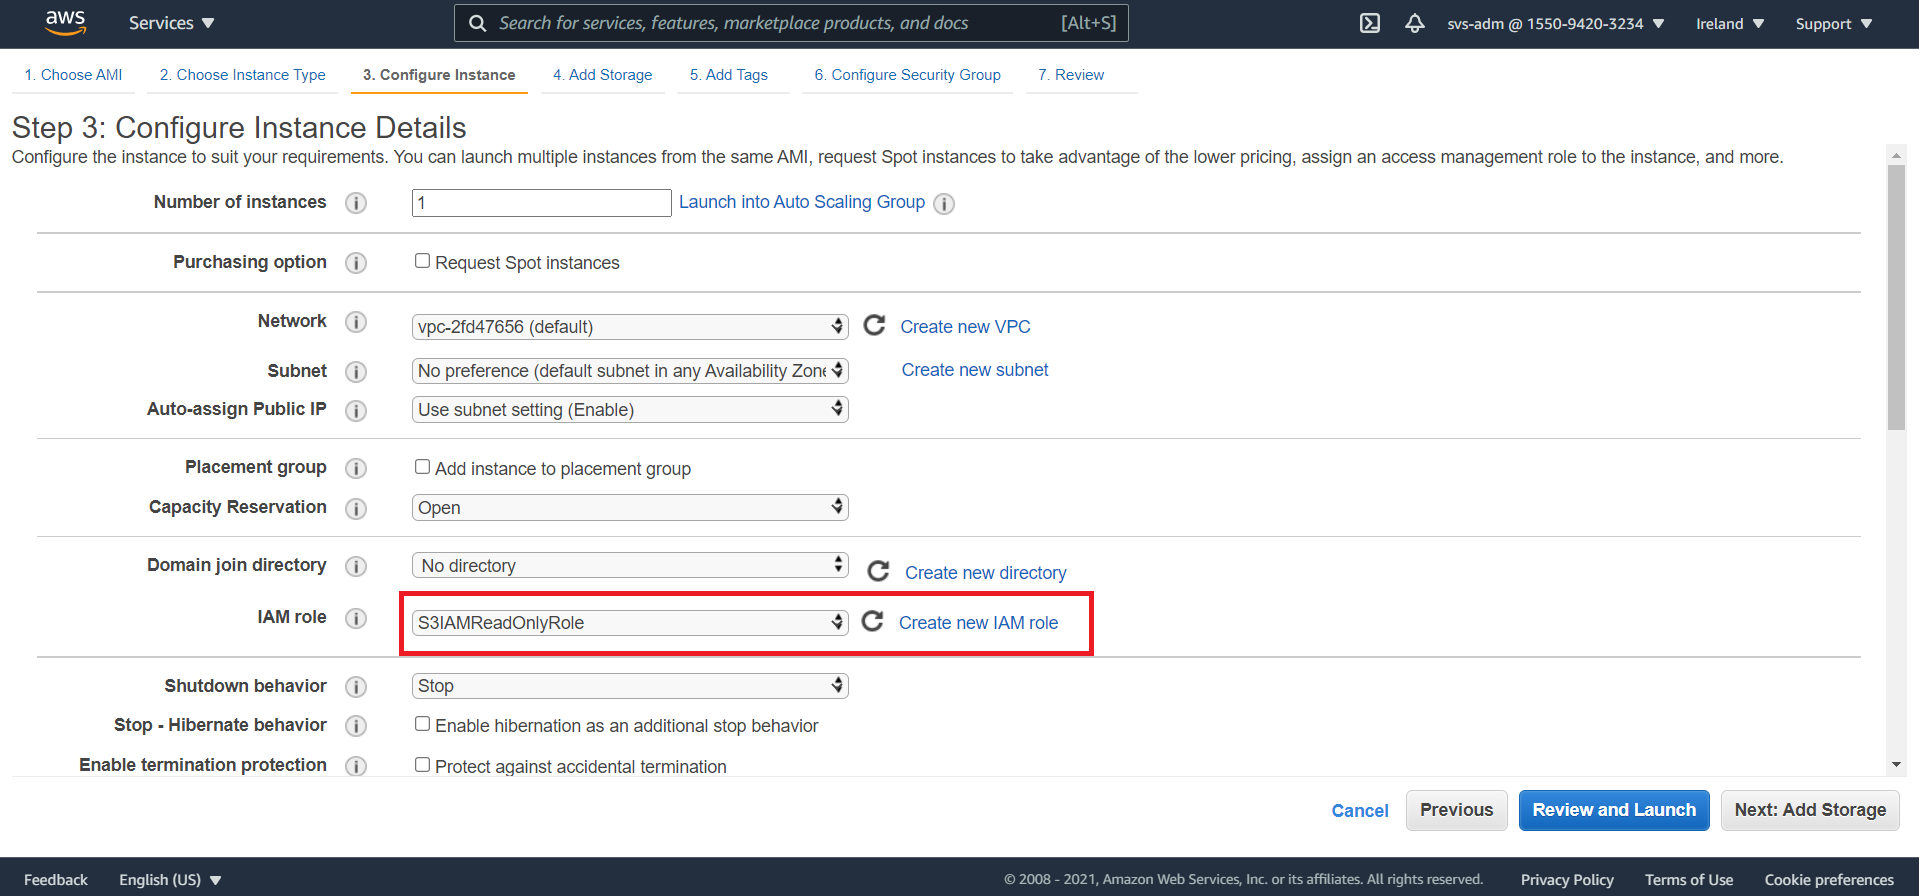 aws Services Search for services, features, marketplace products, and docs [Alt+S] svs-adm @ 1550-9420-3234 Ireland Support
1. Choose AMI 2. Choose Instance Type 3. Configure Instance 4. Add Storage 5. Add Tags 6. Configure Security Group 7. Review
Step 3: Configure Instance Details
Configure the instance to suit your requirements. You can launch multiple instances from the same AMI, request Spot instances to take advantage of the lower pricing, assign an access management role to the instance, and more.
Number of instances i 1 Launch into Auto Scaling Group i
Purchasing option i Request Spot instances
Network i vpc-2fd47656 (default) Create new VPC
Subnet i No preference (default subnet in any Availability Zone Create new subnet
Auto-assign Public IP i Use subnet setting (Enable)
Placement group i Add instance to placement group
Capacity Reservation i Open
Domain join directory i No directory Create new directory
IAM role i S3IAMReadOnlyRole Create new IAM role
Shutdown behavior i Stop
Stop - Hibernate behavior i Enable hibernation as an additional stop behavior
Enable termination protection i Protect against accidental termination
Cancel Previous Review and Launch Next: Add Storage
Feedback English (US) © 2008 - 2021, Amazon Web Services, Inc. or its affiliates. All rights reserved. Privacy Policy Terms of Use Cookie preferences